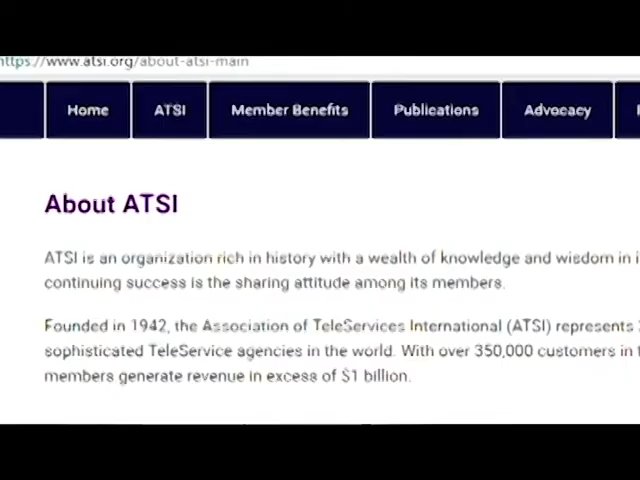 https://www.atsi.org/about-atsi-main
Home ATSI Member Benefits Publications Advocacy
About ATSI
ATSI is an organization rich in history with a wealth of knowledge and wisdom in
continuing success is the sharing attitude among its members.
Founded in 1942, the Association of TeleServices International (ATSI) represents
sophisticated TeleService agencies in the world. With over 350,000 customers in
members generate revenue in excess of $1 billion.